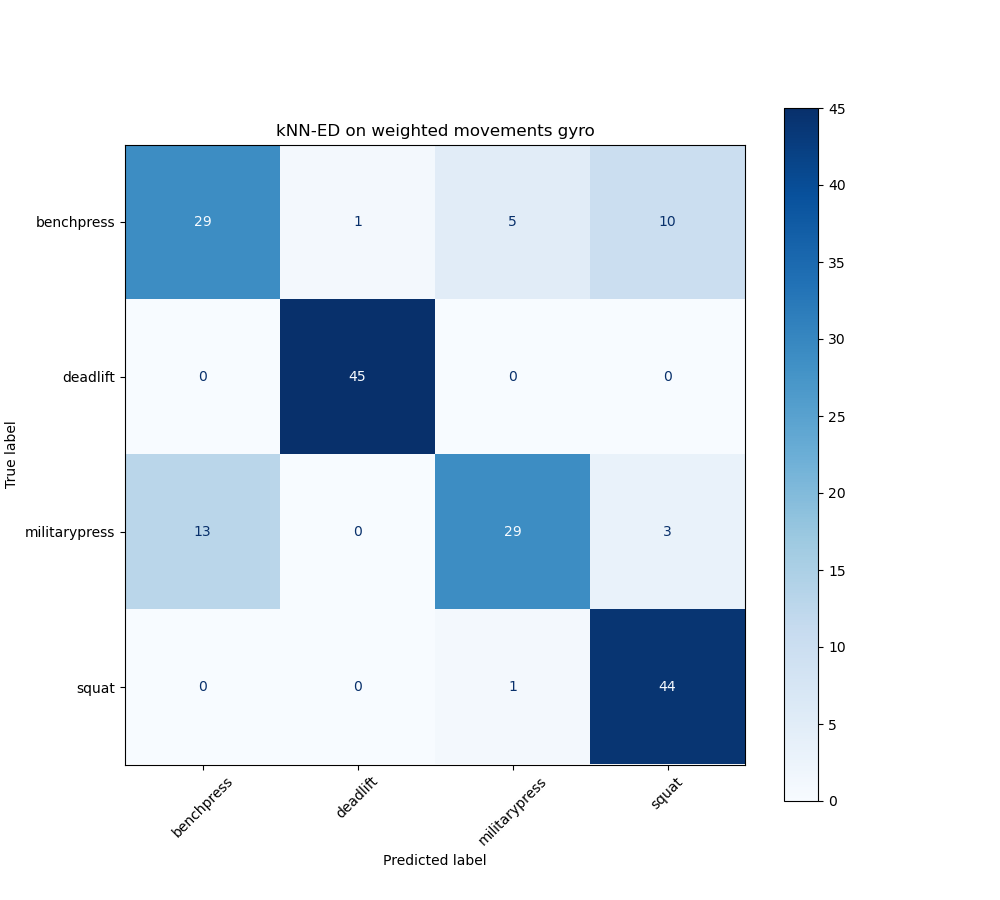 kNN-ED on weighted movements gyro
True label
benchpress 29 1 5 10
deadlift 0 45 0 0
militarypress 13 0 29 3
squat 0 0 1 44
benchpress deadlift militarypress squat
Predicted label
45
40
35
30
25
20
15
10
5
0